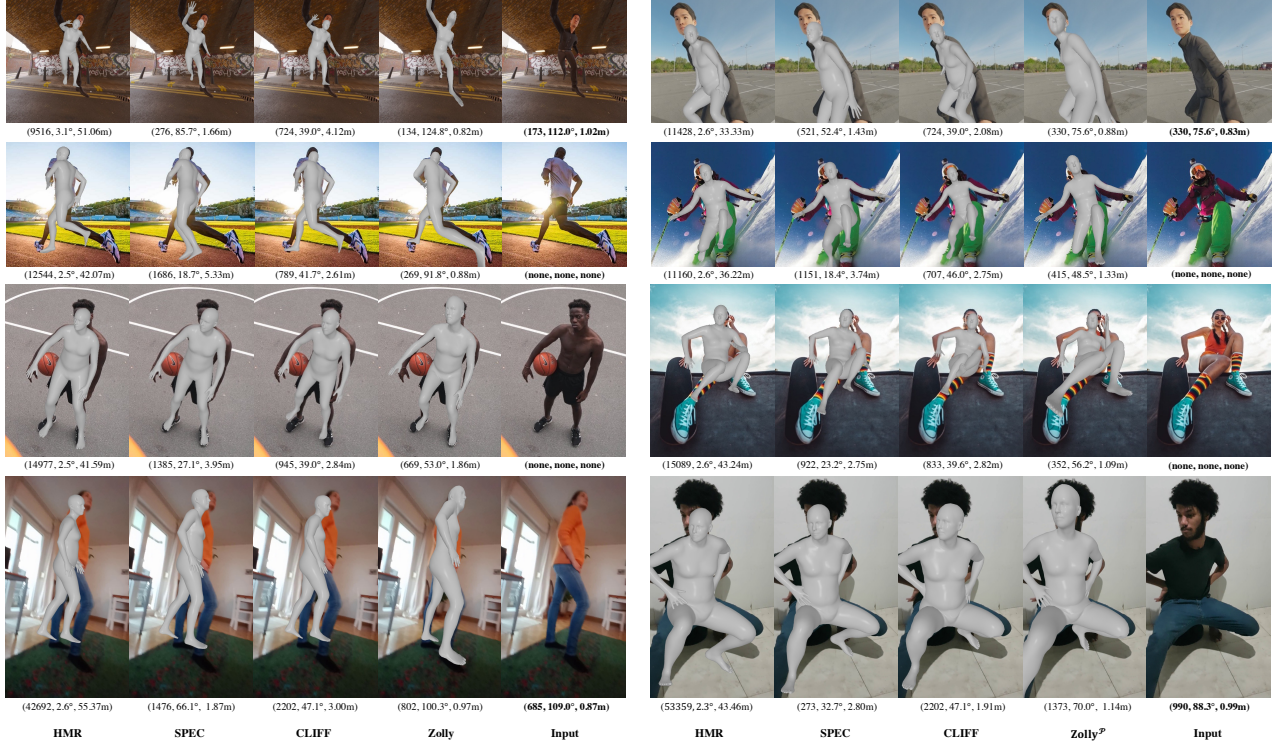 (9516, 3.1°, 51.06m) (276, 85.7°, 1.66m) (724, 39.0°, 4.12m) (134, 124.8°, 0.82m) (173, 112.0°, 1.02m) (11428, 2.6°, 33.33m) (521, 52.4°, 1.43m) (724, 39.0°, 2.08m) (330, 75.6°, 0.88m) (330, 75.6°, 0.83m)
(12544, 2.5°, 42.07m) (1686, 18.7°, 5.33m) (789, 41.7°, 2.61m) (269, 91.8°, 0.88m) (none, none, none) (11160, 2.6°, 36.22m) (1151, 18.4°, 3.74m) (707, 46.0°, 2.75m) (415, 48.5°, 1.33m) (none, none, none)
(14977, 2.5°, 41.59m) (1385, 27.1°, 3.95m) (945, 39.0°, 2.84m) (669, 53.0°, 1.86m) (none, none, none) (15089, 2.6°, 43.24m) (922, 23.2°, 2.75m) (833, 39.6°, 2.82m) (352, 56.2°, 1.09m) (none, none, none)
(42692, 2.6°, 55.37m) (1476, 66.1°, 1.87m) (2202, 47.1°, 3.00m) (802, 100.3°, 0.97m) (685, 109.0°, 0.87m) (53359, 2.3°, 43.46m) (273, 32.7°, 2.80m) (2202, 47.1°, 1.91m) (1373, 70.0°, 1.14m) (990, 88.3°, 0.99m)
HMR SPEC CLIFF Zolly Input HMR SPEC CLIFF Zolly𝒫 Input